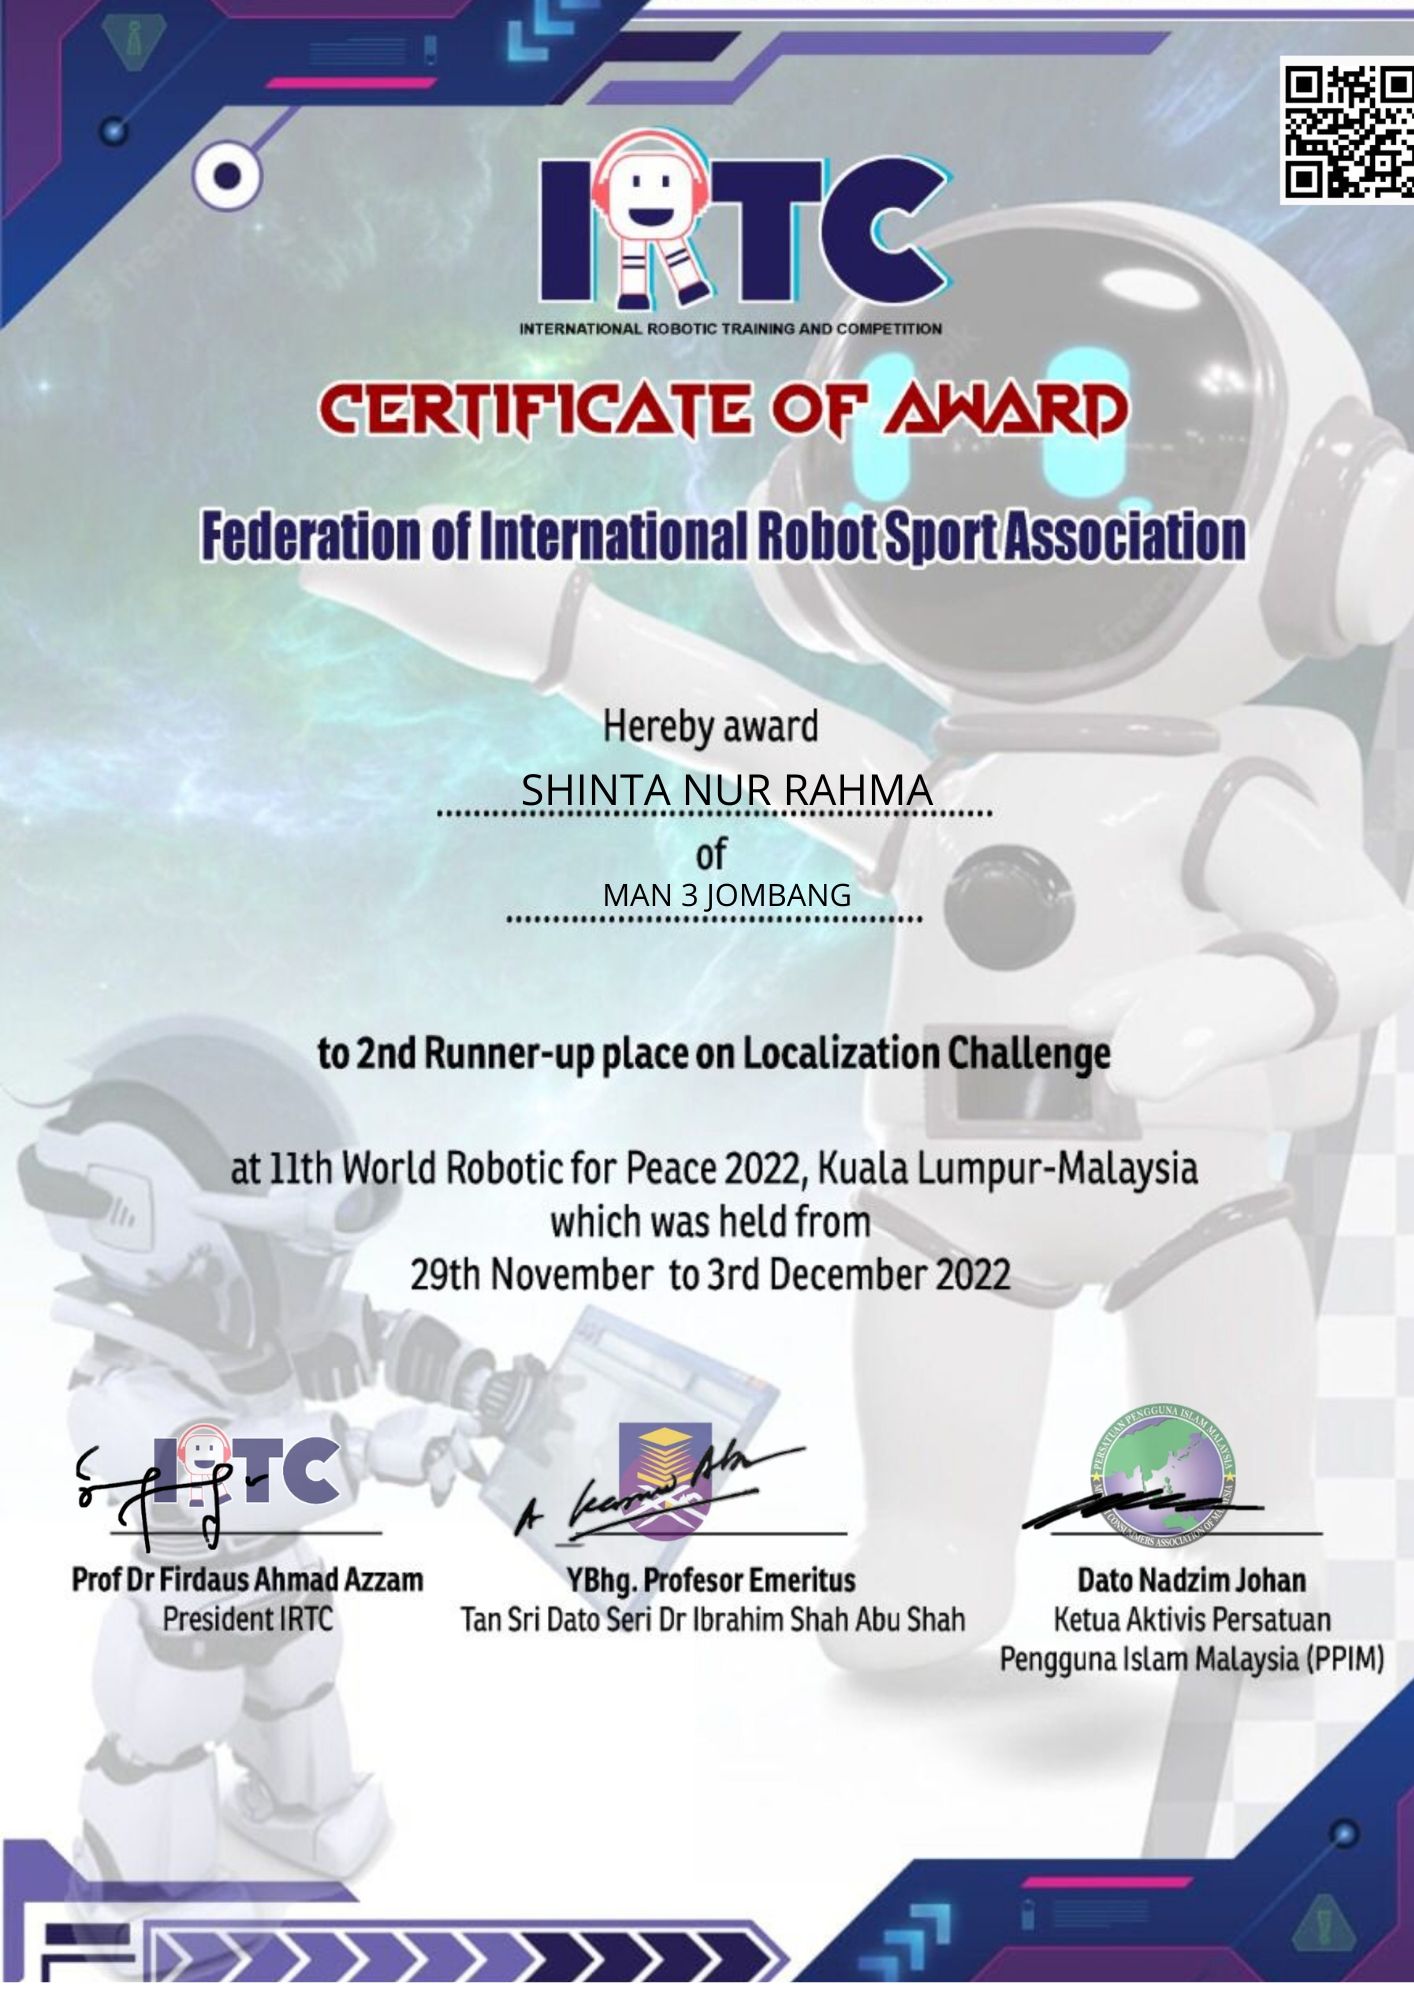 IRTC
INTERNATIONAL ROBOTIC TRAINING AND COMPETITION
CERTIFICATE OF AWARD
Federation of International Robot Sport Association
Hereby award
SHINTA NUR RAHMA
of
MAN 3 JOMBANG
to 2nd Runner-up place on Localization Challenge
at 11th World Robotic for Peace 2022, Kuala Lumpur-Malaysia
which was held from
29th November to 3rd December 2022
IRTC
PERSATUAN PENGGUNA ISLAM MALAYSIA
CONSUMMERS ASSOCIATION OF MALAYSIA
Prof Dr Firdaus Ahmad Azzam
President IRTC
YBhg. Profesor Emeritus
Tan Sri Dato Seri Dr Ibrahim Shah Abu Shah
Dato Nadzim Johan
Ketua Aktivis Persatuan
Pengguna Islam Malaysia (PPIM)